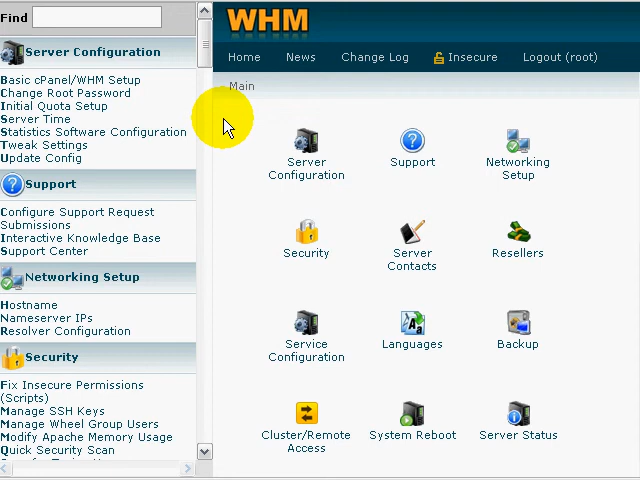 Find
Server Configuration
Basic cPanel/WHM Setup
Change Root Password
Initial Quota Setup
Server Time
Statistics Software Configuration
Tweak Settings
Update Config
Support
Configure Support Request
Submissions
Interactive Knowledge Base
Support Center
Networking Setup
Hostname
Nameserver IPs
Resolver Configuration
Security
Fix Insecure Permissions
(Scripts)
Manage SSH Keys
Manage Wheel Group Users
Modify Apache Memory Usage
Quick Security Scan
WHM
Home News Change Log Insecure Logout (root)
Main
Server
Configuration
Support
Networking
Setup
Security
Server
Contacts
Resellers
Service
Configuration
Languages
Backup
Cluster/Remote
Access
System Reboot
Server Status